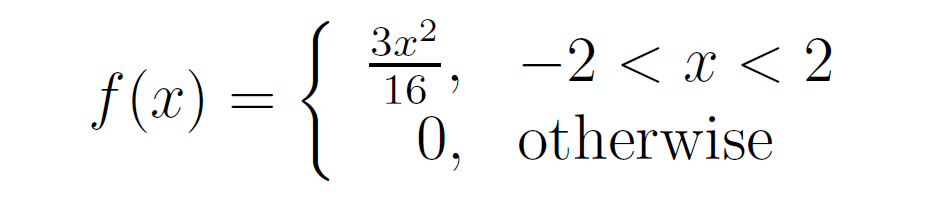 f(x) = { 3x²/16, −2 < x < 2
0, otherwise